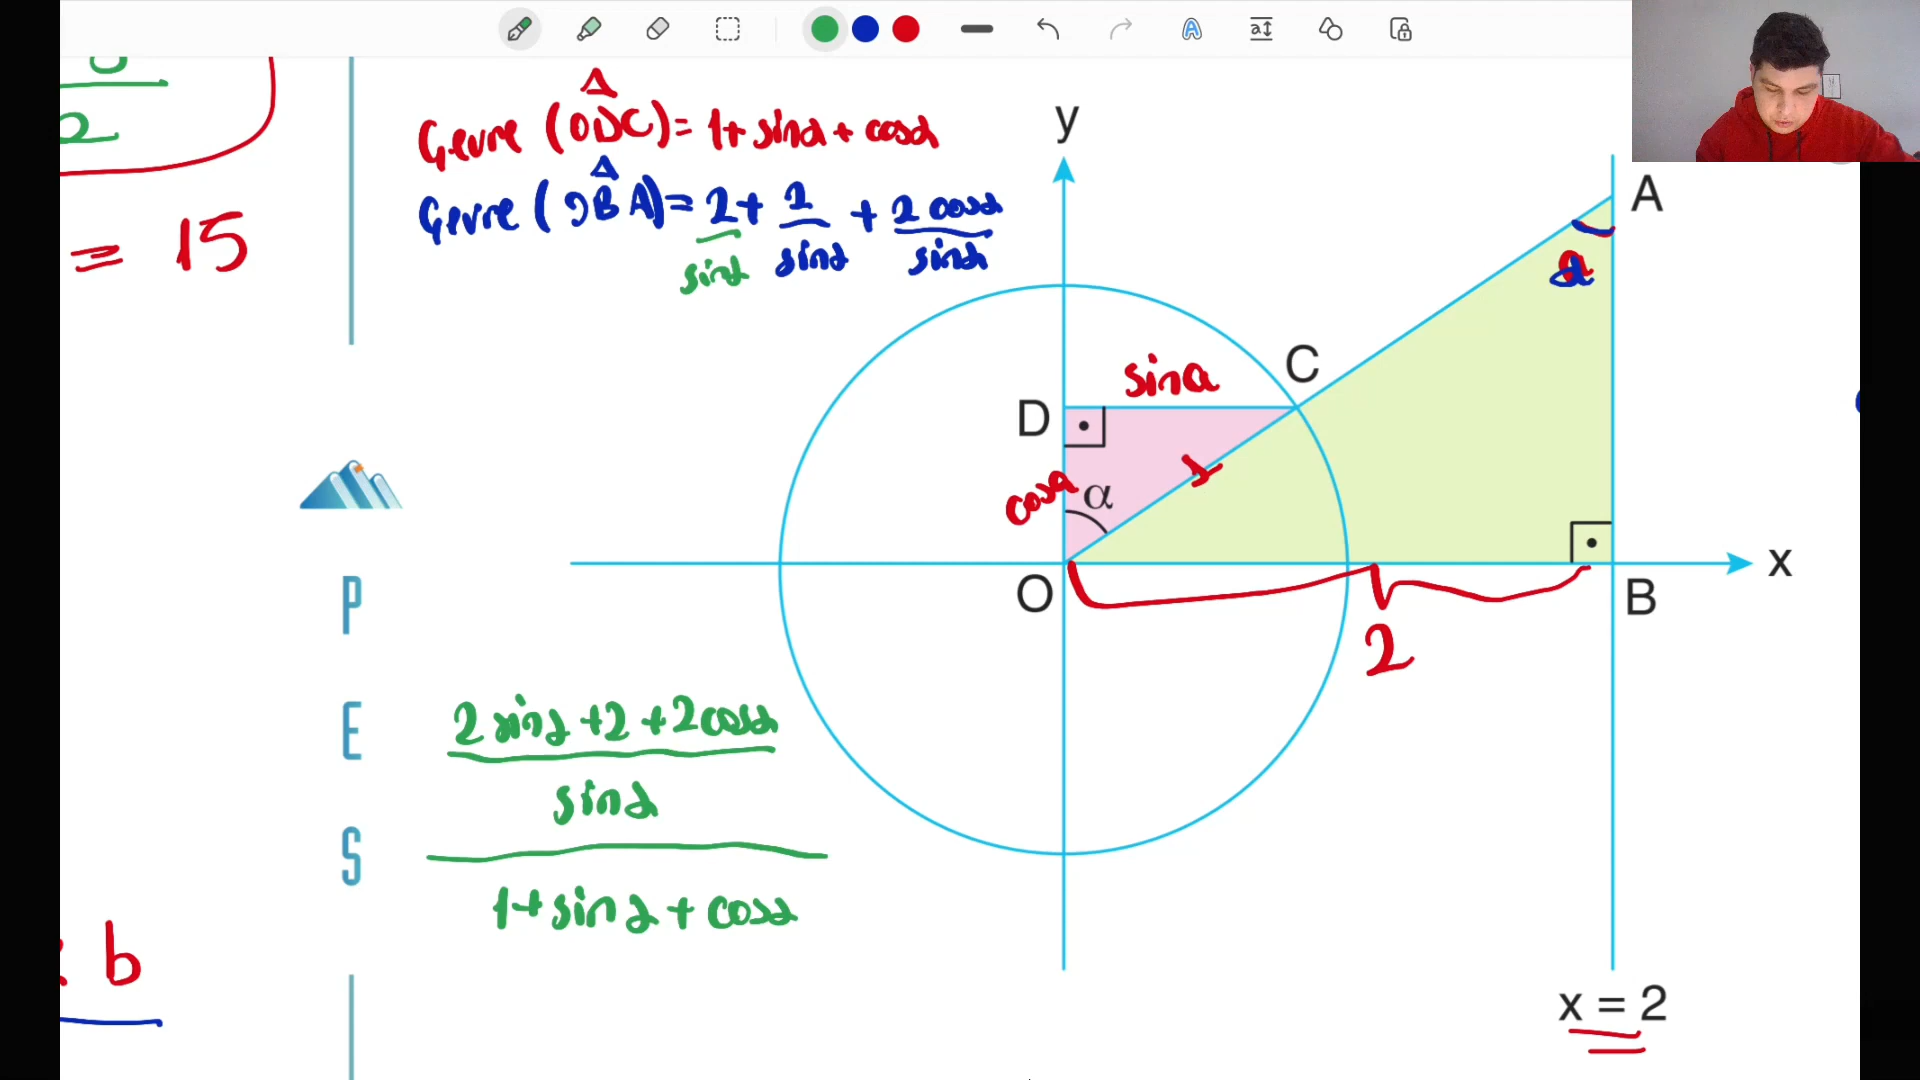 = 15
b
P
E
S
Çevre (ODC) = 1 + sinα + cosα
Çevre (OBA) = 2 + 2/sinα + 2cosα/sinα
sinα
y
A
α
sinα
C
D
cosα
α
1
O
B
x
2
2sinα + 2 + 2cosα
sinα
1 + sinα + cosα
x = 2